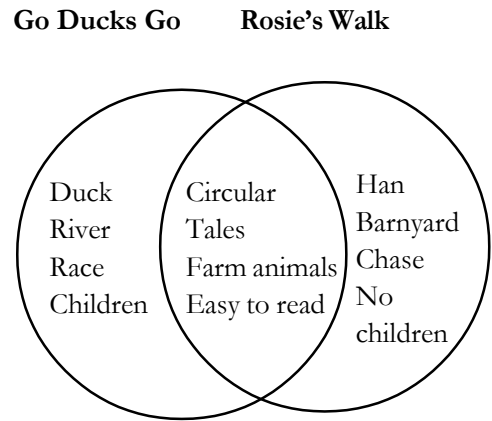 Go Ducks Go
Rosie's Walk
Duck
River
Race
Children
Circular
Tales
Farm animals
Easy to read
Han
Barnyard
Chase
No
children